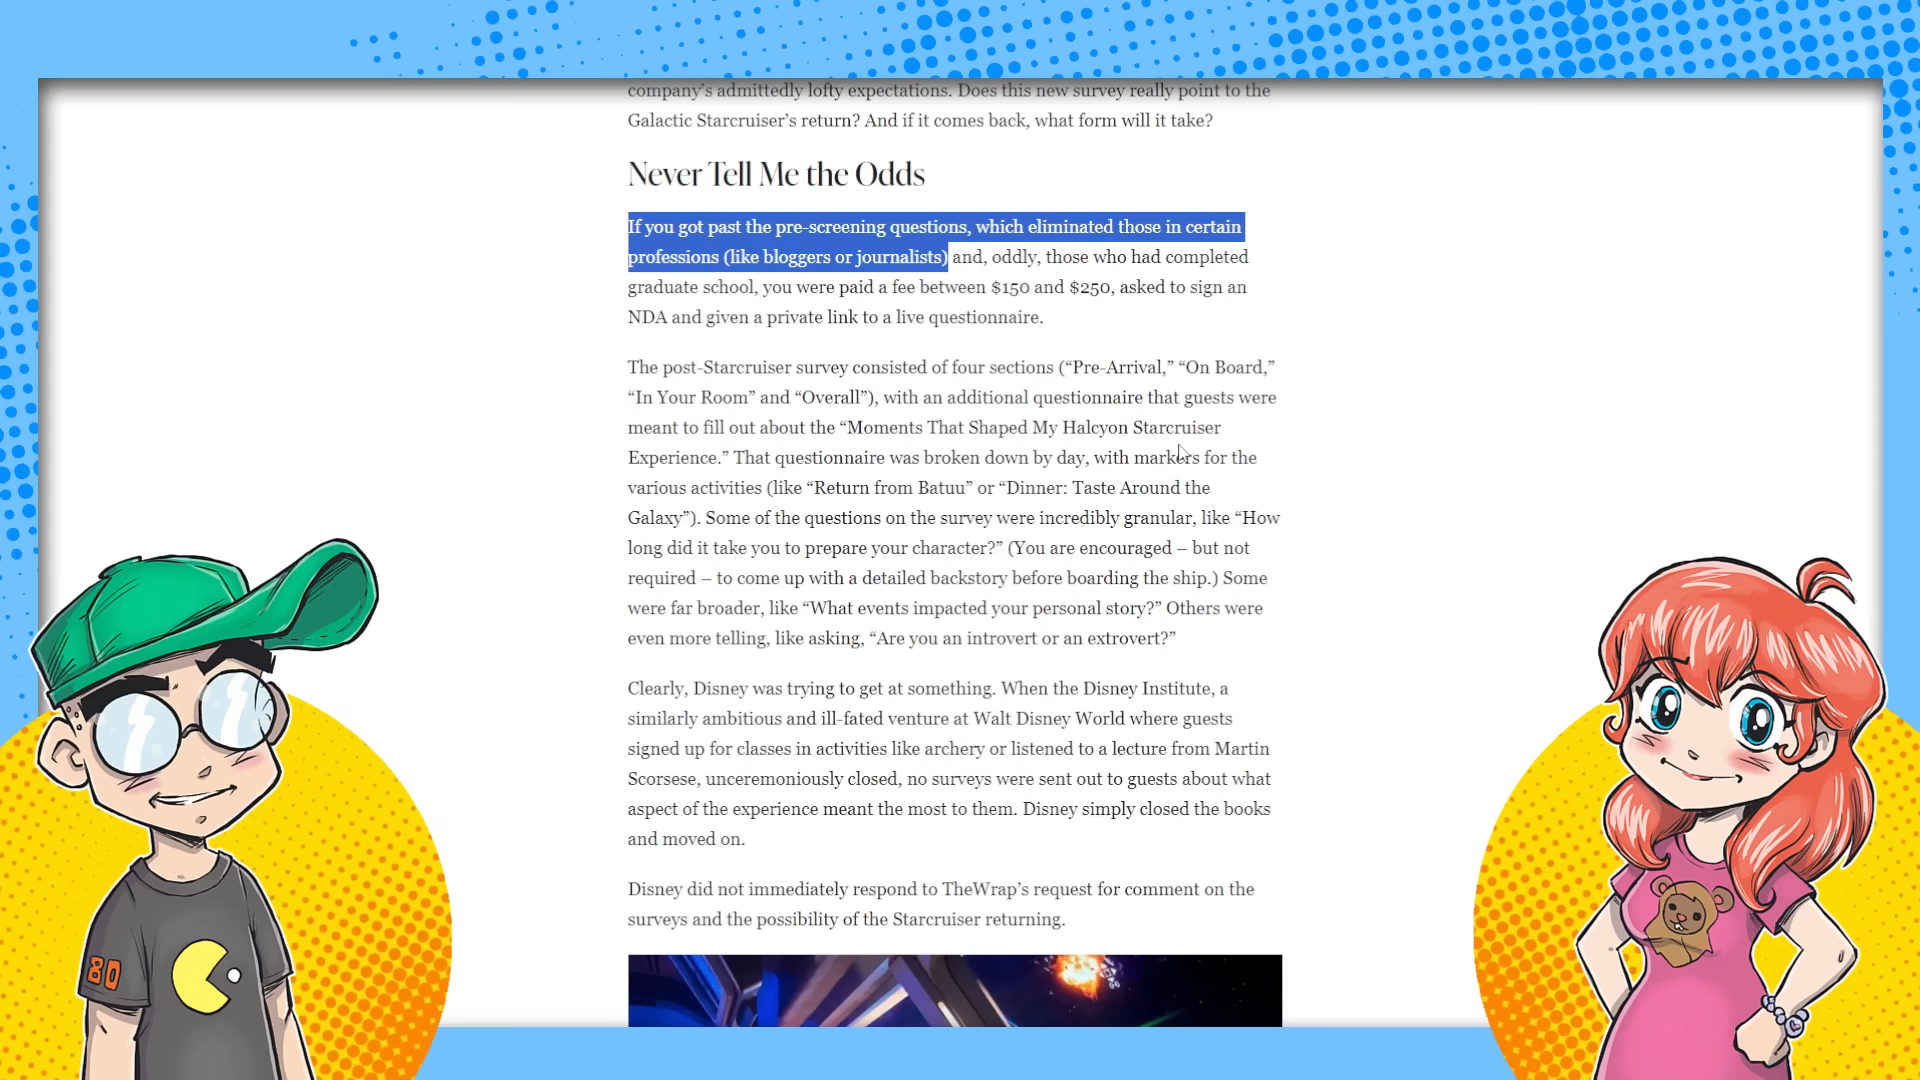 company’s admittedly lofty expectations. Does this new survey really point to the
Galactic Starcruiser’s return? And if it comes back, what form will it take?
Never Tell Me the Odds
If you got past the pre-screening questions, which eliminated those in certain
professions (like bloggers or journalists) and, oddly, those who had completed
graduate school, you were paid a fee between $150 and $250, asked to sign an
NDA and given a private link to a live questionnaire.
The post-Starcruiser survey consisted of four sections (“Pre-Arrival,” “On Board,”
“In Your Room” and “Overall”), with an additional questionnaire that guests were
meant to fill out about the “Moments That Shaped My Halcyon Starcruiser
Experience.” That questionnaire was broken down by day, with markers for the
various activities (like “Return from Batuu” or “Dinner: Taste Around the
Galaxy”). Some of the questions on the survey were incredibly granular, like “How
long did it take you to prepare your character?” (You are encouraged – but not
required – to come up with a detailed backstory before boarding the ship.) Some
were far broader, like “What events impacted your personal story?” Others were
even more telling, like asking, “Are you an introvert or an extrovert?”
Clearly, Disney was trying to get at something. When the Disney Institute, a
similarly ambitious and ill-fated venture at Walt Disney World where guests
signed up for classes in activities like archery or listened to a lecture from Martin
Scorsese, unceremoniously closed, no surveys were sent out to guests about what
aspect of the experience meant the most to them. Disney simply closed the books
and moved on.
Disney did not immediately respond to TheWrap’s request for comment on the
surveys and the possibility of the Starcruiser returning.
80